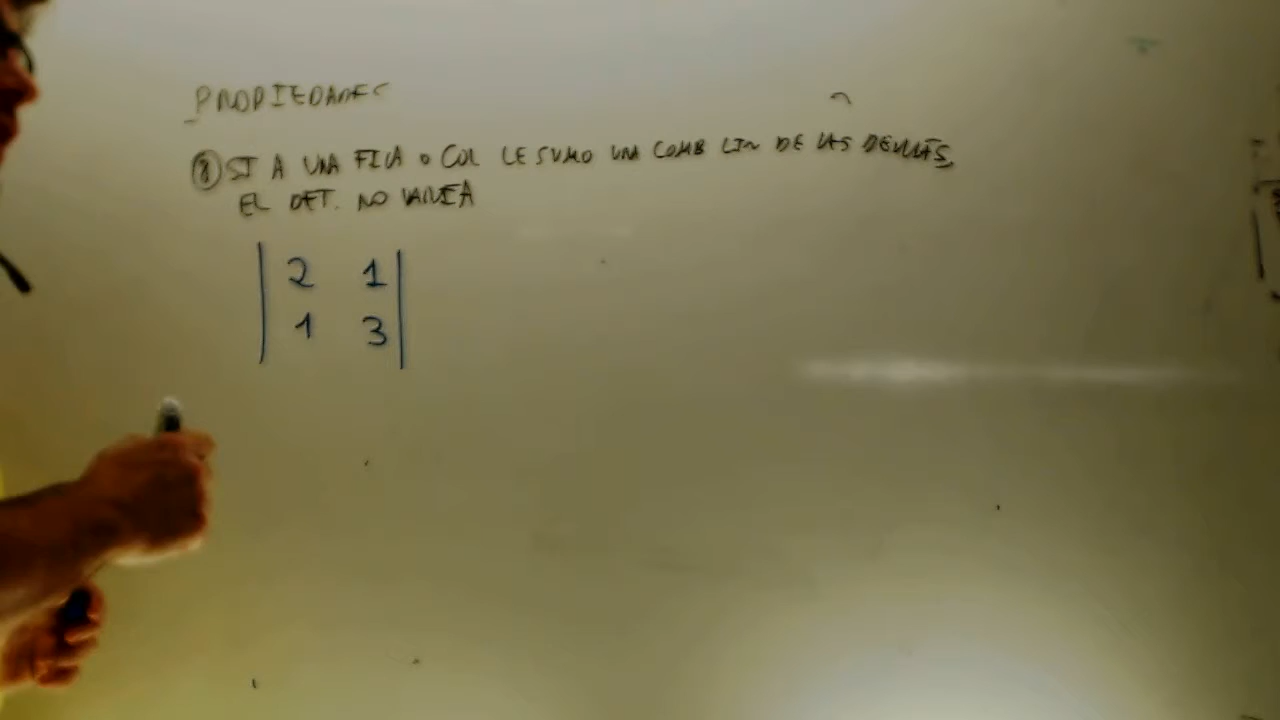 PROPIEDADES
⑧ SI A UNA FILA O COL LE SUMO UNA COMB LIN DE LAS DEMÁS,
EL DET. NO VARÍA
2 1
1 3